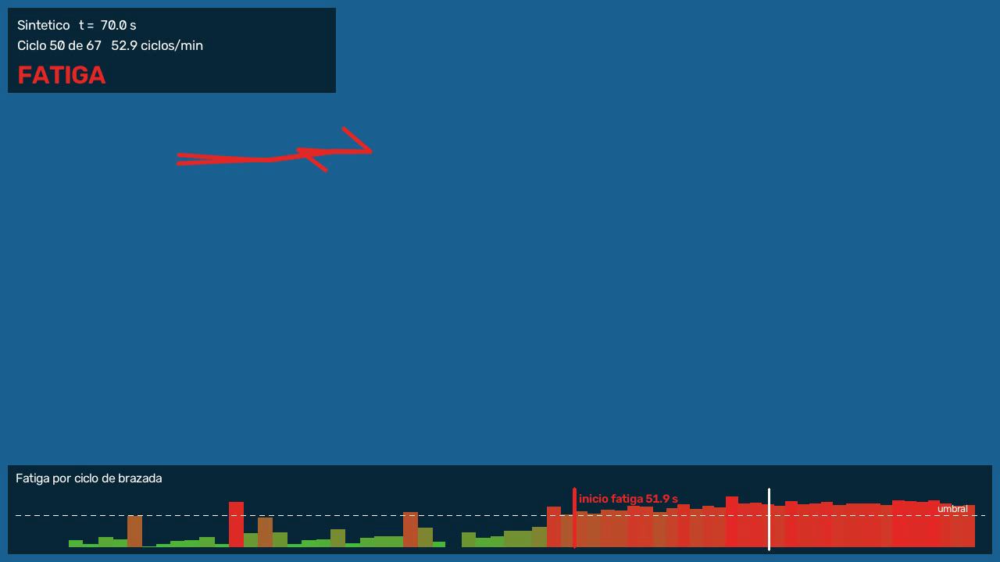 Sintetico t = 70.0 s
Ciclo 50 de 67 52.9 ciclos/min
FATIGA
Fatiga por ciclo de brazada
inicio fatiga 51.9 s
umbral